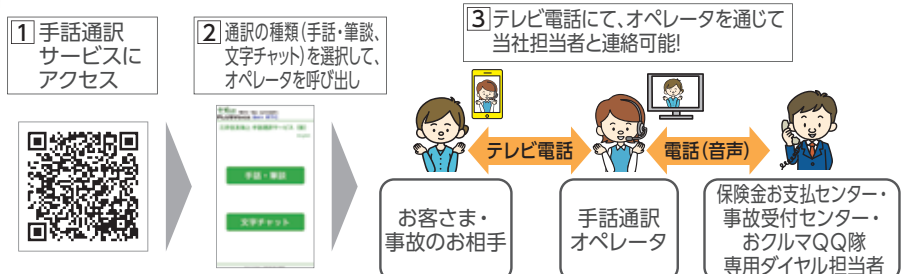 1 手話通訳
サービスに
アクセス
2 通訳の種類(手話・筆談、
文字チャット)を選択して、
オペレータを呼び出し
3 テレビ電話にて、オペレータを通じて
当社担当者と連絡可能!
手話・筆談
文字チャット
テレビ電話
電話(音声)
お客さま・
事故のお相手
手話通訳
オペレータ
保険金お支払センター・
事故受付センター・
おクルマQQ隊
専用ダイヤル担当者